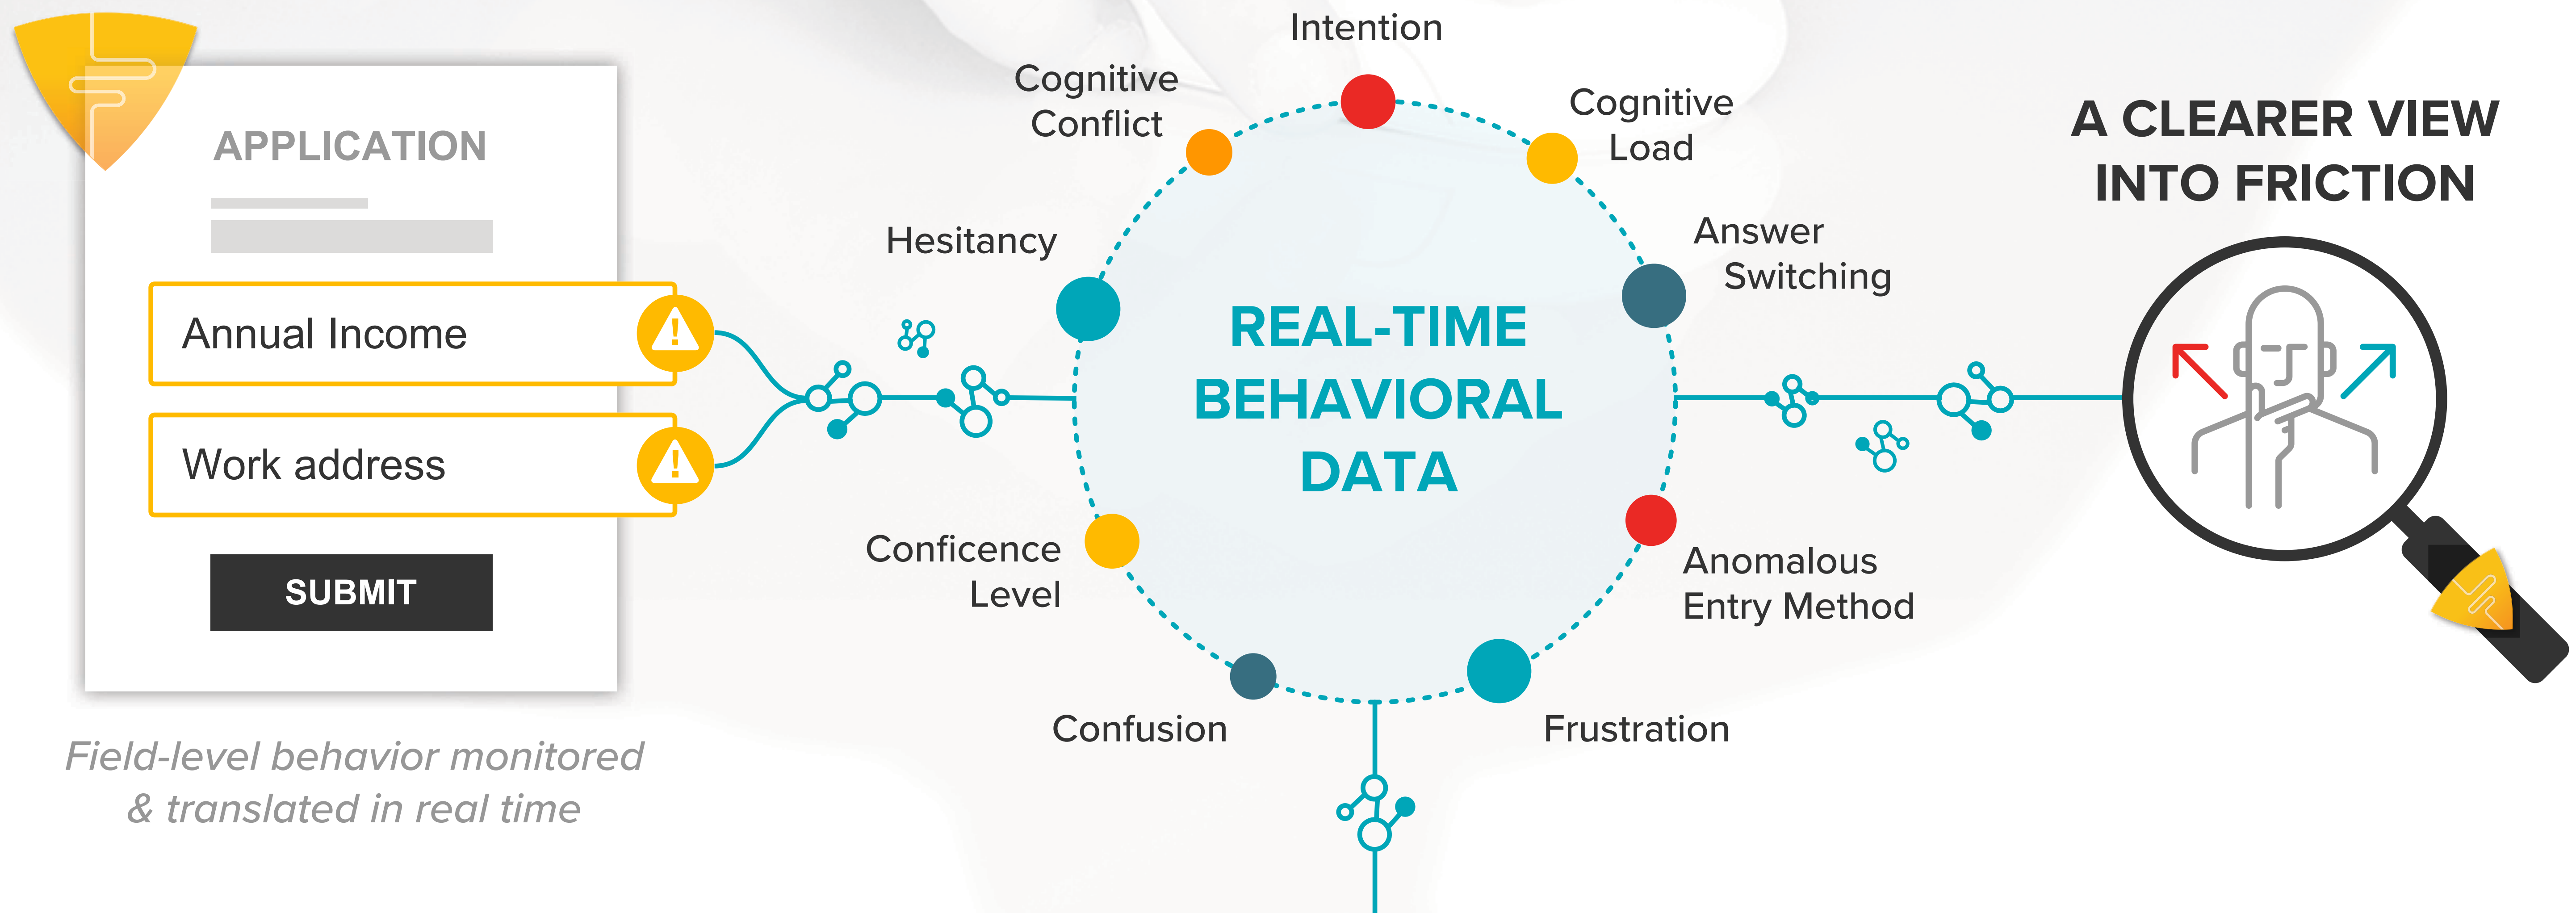 APPLICATION
Annual Income
Work address
SUBMIT
Field-level behavior monitored
& translated in real time
Intention
Cognitive
Conflict
Cognitive
Load
Hesitancy
Answer
Switching
REAL-TIME
BEHAVIORAL
DATA
Conficence
Level
Anomalous
Entry Method
Confusion
Frustration
A CLEARER VIEW
INTO FRICTION